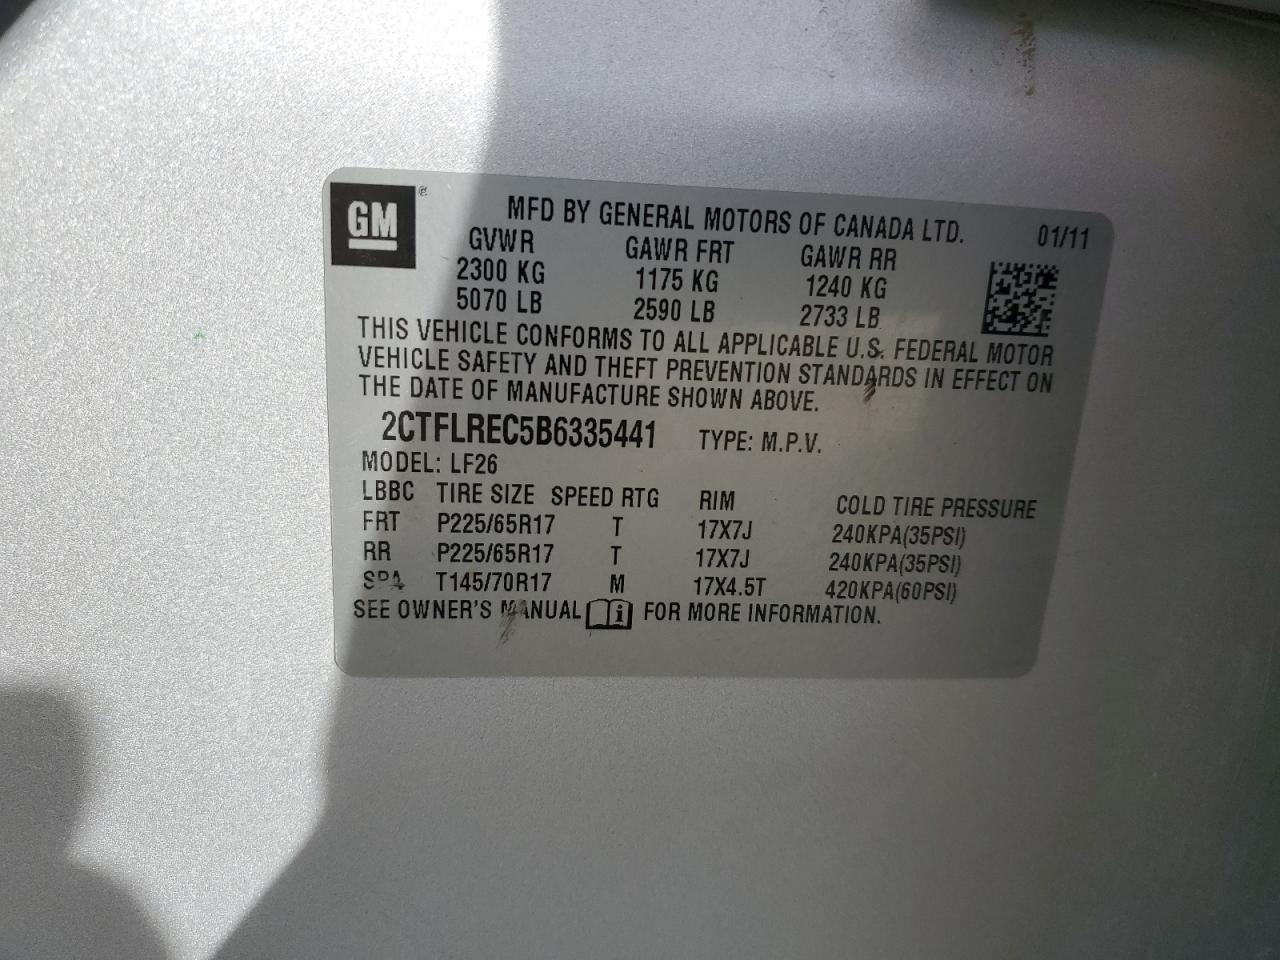 GM ®
MFD BY GENERAL MOTORS OF CANADA LTD. 01/11
GVWR GAWR FRT GAWR RR
2300 KG 1175 KG 1240 KG
5070 LB 2590 LB 2733 LB
THIS VEHICLE CONFORMS TO ALL APPLICABLE U.S. FEDERAL MOTOR
VEHICLE SAFETY AND THEFT PREVENTION STANDARDS IN EFFECT ON
THE DATE OF MANUFACTURE SHOWN ABOVE.
2CTFLREC5B6335441 TYPE: M.P.V.
MODEL: LF26
LBBC TIRE SIZE SPEED RTG RIM COLD TIRE PRESSURE
FRT P225/65R17 T 17X7J 240KPA(35PSI)
RR P225/65R17 T 17X7J 240KPA(35PSI)
SPA T145/70R17 M 17X4.5T 420KPA(60PSI)
SEE OWNER'S MANUAL i FOR MORE INFORMATION.